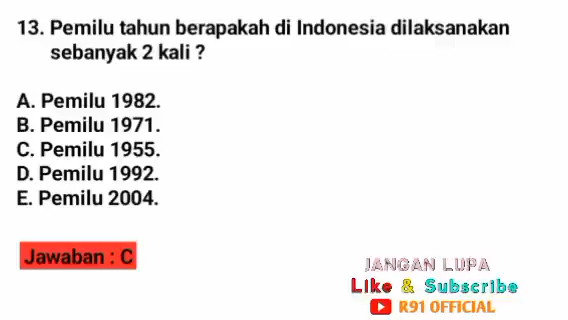 13. Pemilu tahun berapakah di Indonesia dilaksanakan
sebanyak 2 kali ?
A. Pemilu 1982.
B. Pemilu 1971.
C. Pemilu 1955.
D. Pemilu 1992.
E. Pemilu 2004.
Jawaban : C
JANGAN LUPA
Like & Subscribe
R91 OFFICIAL